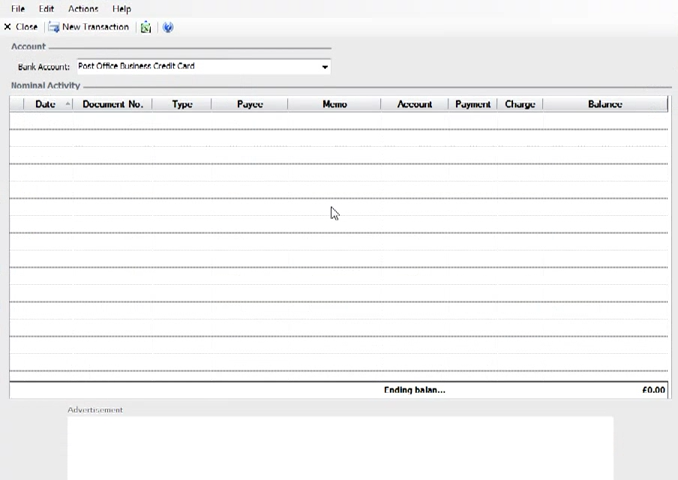 File Edit Actions Help
Close New Transaction
Account
Bank Account: Post Office Business Credit Card
Nominal Activity
Date Document No. Type Payee Memo Account Payment Charge Balance
Ending balan... £0.00
Advertisement